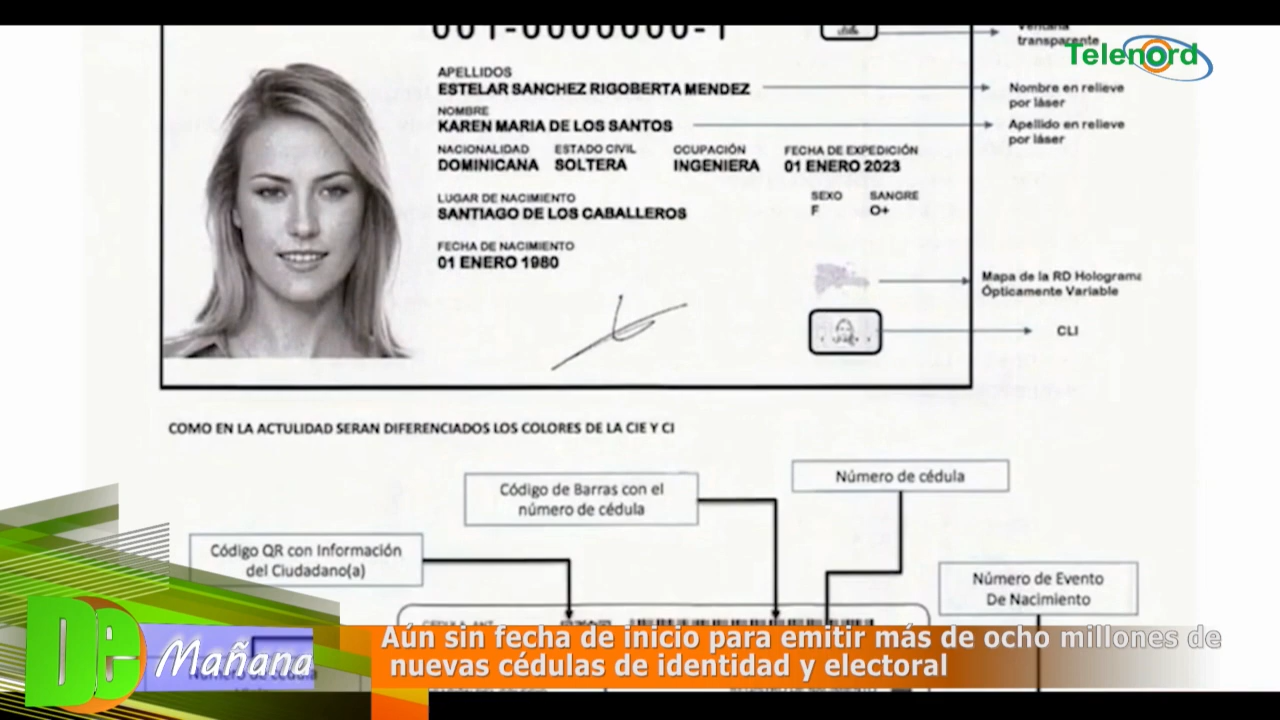 001-0000000-1
Ventana
transparente
Telenord
APELLIDOS
ESTELAR SANCHEZ RIGOBERTA MENDEZ
Nombre en relieve
por láser
NOMBRE
KAREN MARIA DE LOS SANTOS
Apellido en relieve
por láser
NACIONALIDAD ESTADO CIVIL OCUPACIÓN FECHA DE EXPEDICIÓN
DOMINICANA SOLTERA INGENIERA 01 ENERO 2023
LUGAR DE NACIMIENTO SEXO SANGRE
SANTIAGO DE LOS CABALLEROS F O+
FECHA DE NACIMIENTO
01 ENERO 1980
Mapa de la RD Holograma
Ópticamente Variable
CLI
COMO EN LA ACTULIDAD SERAN DIFERENCIADOS LOS COLORES DE LA CIE Y CI
Código de Barras con el
número de cédula
Número de cédula
Código QR con Información
del Ciudadano(a)
Número de Evento
De Nacimiento
De Mañana
Aún sin fecha de inicio para emitir más de ocho millones de
nuevas cédulas de identidad y electoral